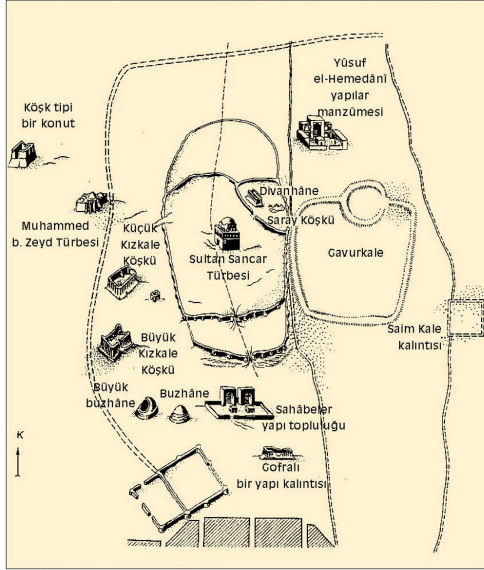 Yûsuf
el-Hemedânî
yapılar
manzûmesi
Köşk tipi
bir konut
Divanhâne
Saray Köşkü
Muhammed
b. Zeyd Türbesi
Küçük
Kızkale
Köşkü
Sultan Sancar
Türbesi
Gavurkale
Saim Kale
kalıntısı
Büyük
Kızkale
Köşkü
Büyük
buzhâne
Buzhâne
Sahâbeler
yapı topluluğu
Gofralı
bir yapı kalıntısı
K